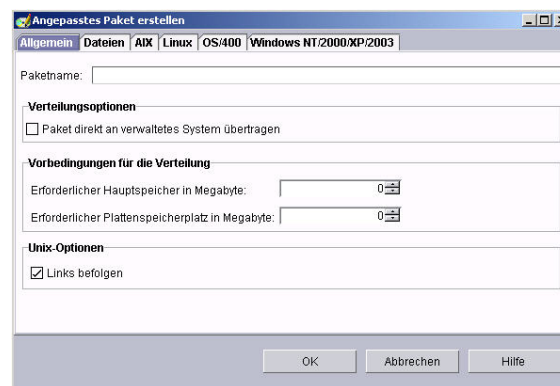 Angepasstes Paket erstellen
Allgemein Dateien AIX Linux OS/400 Windows NT/2000/XP/2003
Paketname:
Verteilungsoptionen
Paket direkt an verwaltetes System übertragen
Vorbedingungen für die Verteilung
Erforderlicher Hauptspeicher in Megabyte: 0
Erforderlicher Plattenspeicherplatz in Megabyte: 0
Unix-Optionen
Links befolgen
OK Abbrechen Hilfe